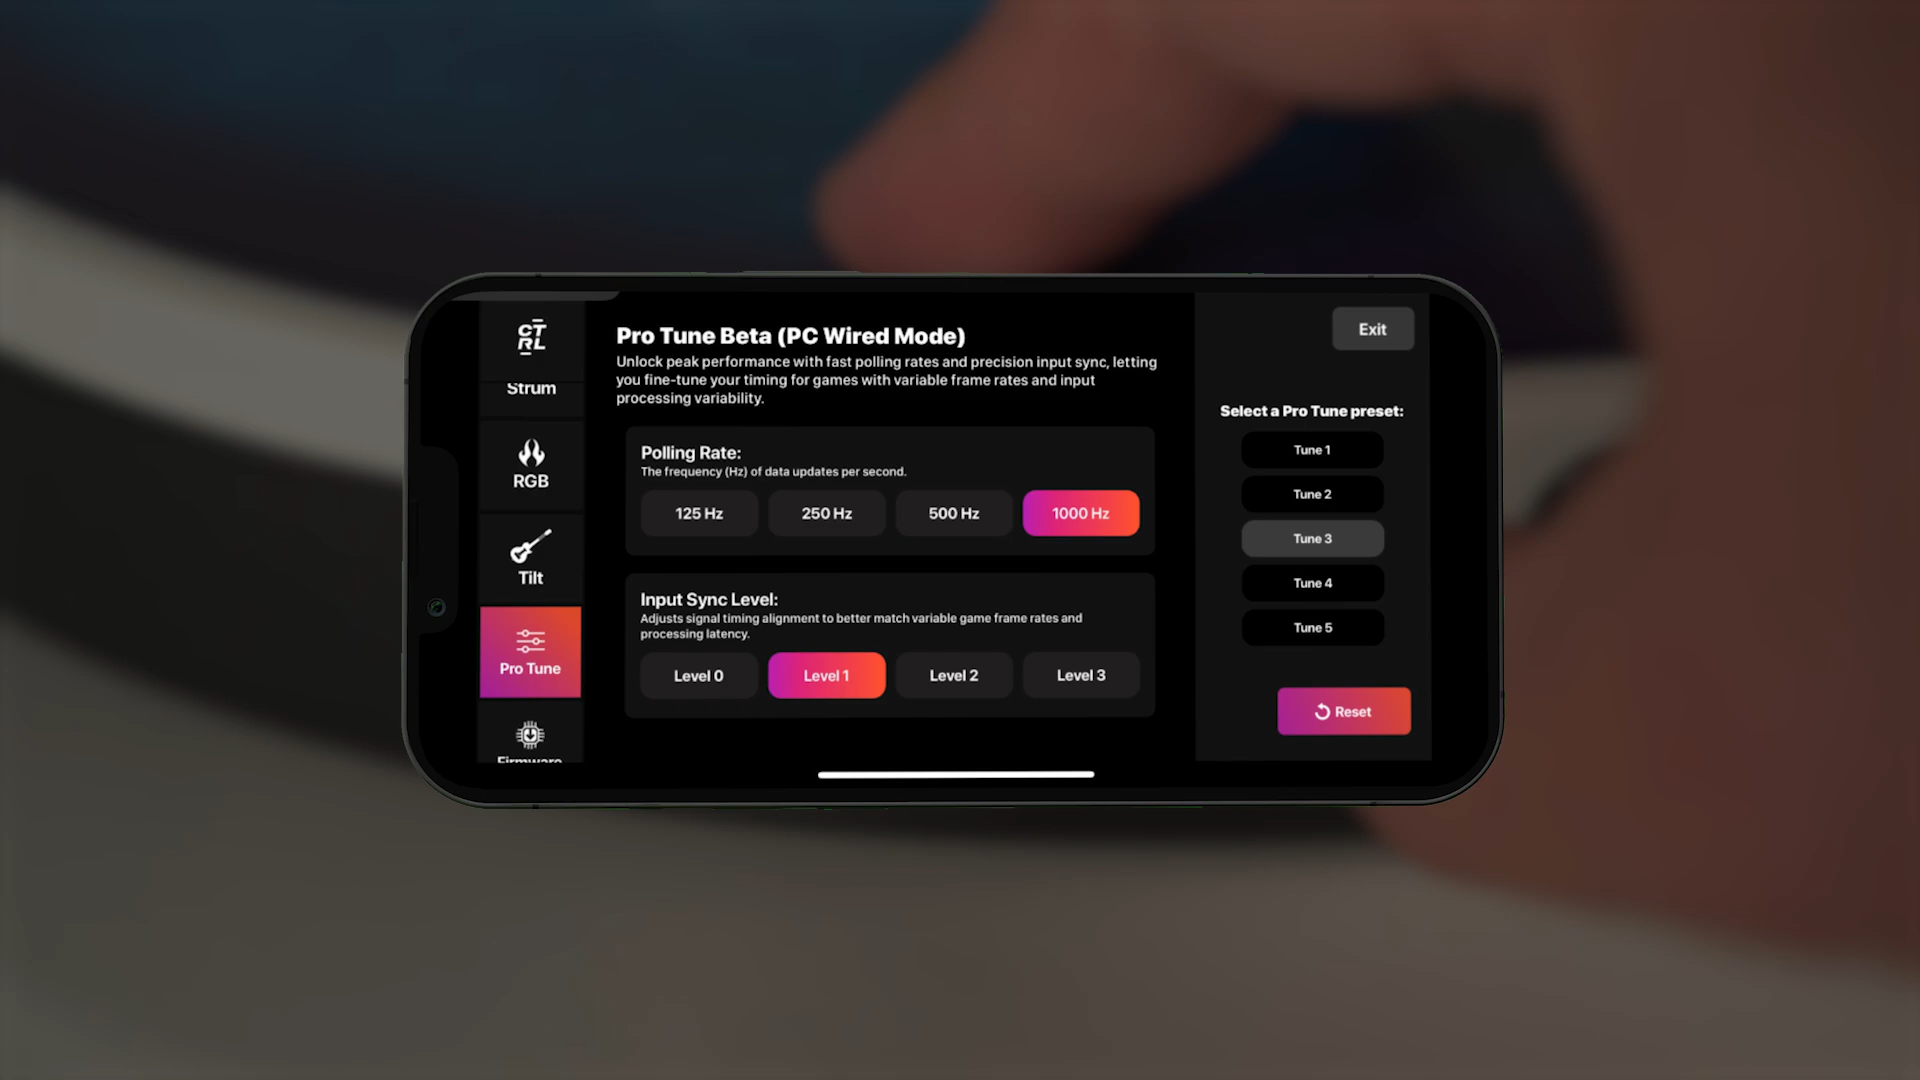 CT
RL
Strum
RGB
Tilt
Pro Tune
Firmware
Pro Tune Beta (PC Wired Mode)
Unlock peak performance with fast polling rates and precision input sync, letting
you fine-tune your timing for games with variable frame rates and input
processing variability.
Polling Rate:
The frequency (Hz) of data updates per second.
125 Hz
250 Hz
500 Hz
1000 Hz
Input Sync Level:
Adjusts signal timing alignment to better match variable game frame rates and
processing latency.
Level 0
Level 1
Level 2
Level 3
Exit
Select a Pro Tune preset:
Tune 1
Tune 2
Tune 3
Tune 4
Tune 5
Reset